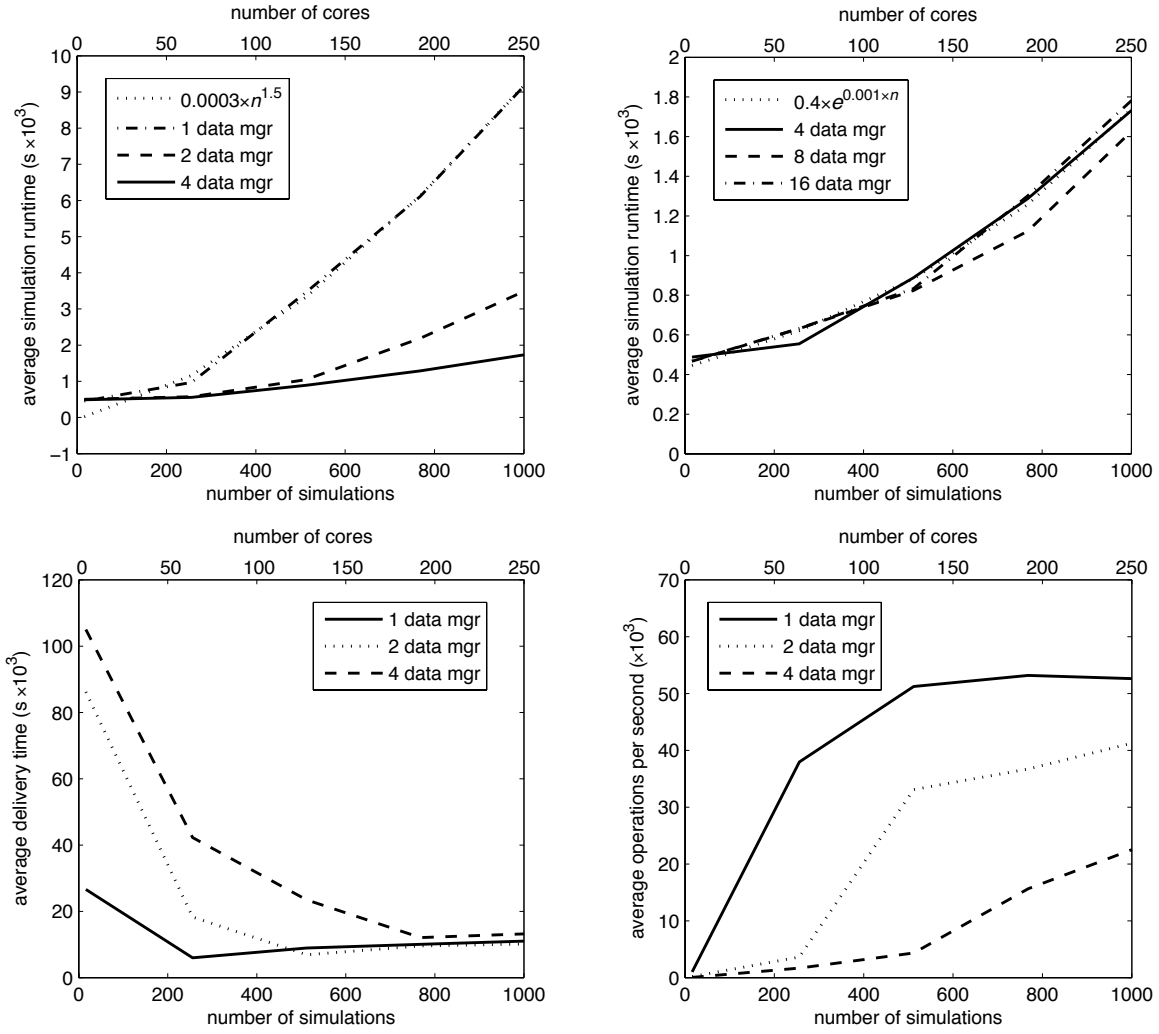 number of cores
0 50 100 150 200 250
10
9
8
7
6
5
4
3
2
1
0
−1
average simulation runtime (s ×10³)
0.0003×n^1.5
1 data mgr
2 data mgr
4 data mgr
0 200 400 600 800 1000
number of simulations
number of cores
0 50 100 150 200 250
2
1.8
1.6
1.4
1.2
1
0.8
0.6
0.4
0.2
0
average simulation runtime (s ×10³)
0.4×e^0.001×n
4 data mgr
8 data mgr
16 data mgr
0 200 400 600 800 1000
number of simulations
number of cores
0 50 100 150 200 250
120
100
80
60
40
20
0
average delivery time (s ×10³)
1 data mgr
2 data mgr
4 data mgr
0 200 400 600 800 1000
number of simulations
number of cores
0 50 100 150 200 250
70
60
50
40
30
20
10
0
average operations per second (×10³)
1 data mgr
2 data mgr
4 data mgr
0 200 400 600 800 1000
number of simulations